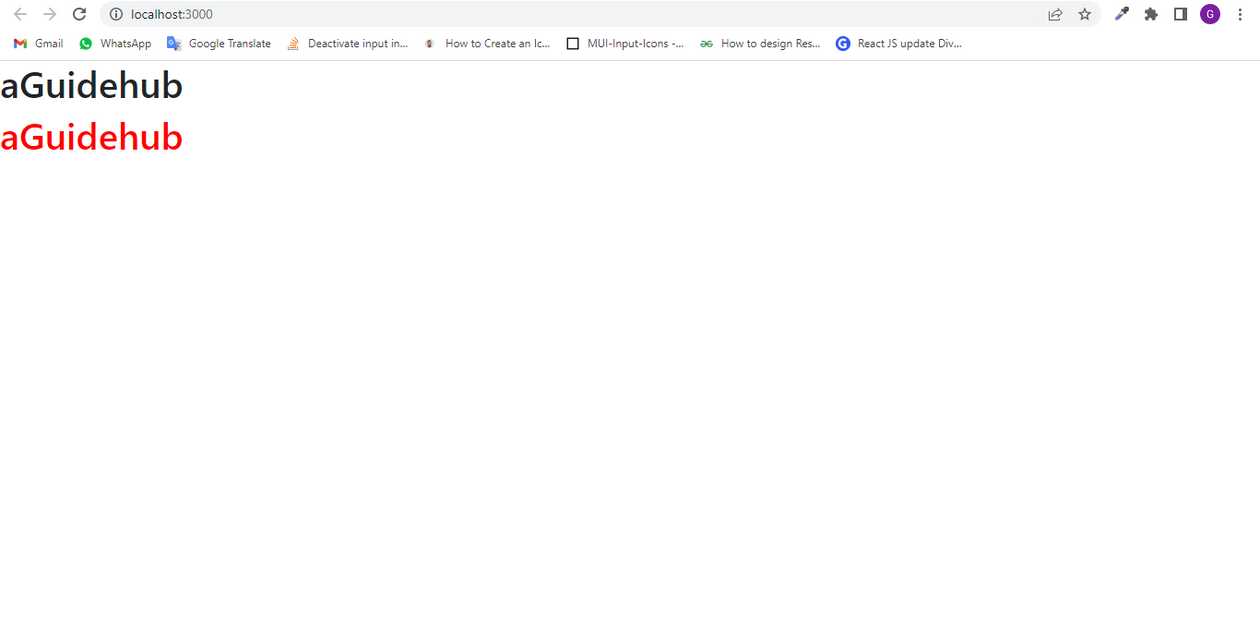 localhost:3000
G
Gmail WhatsApp Google Translate Deactivate input in... How to Create an Ic... MUI-Input-Icons -... How to design Res... React JS update Div...
aGuidehub
aGuidehub